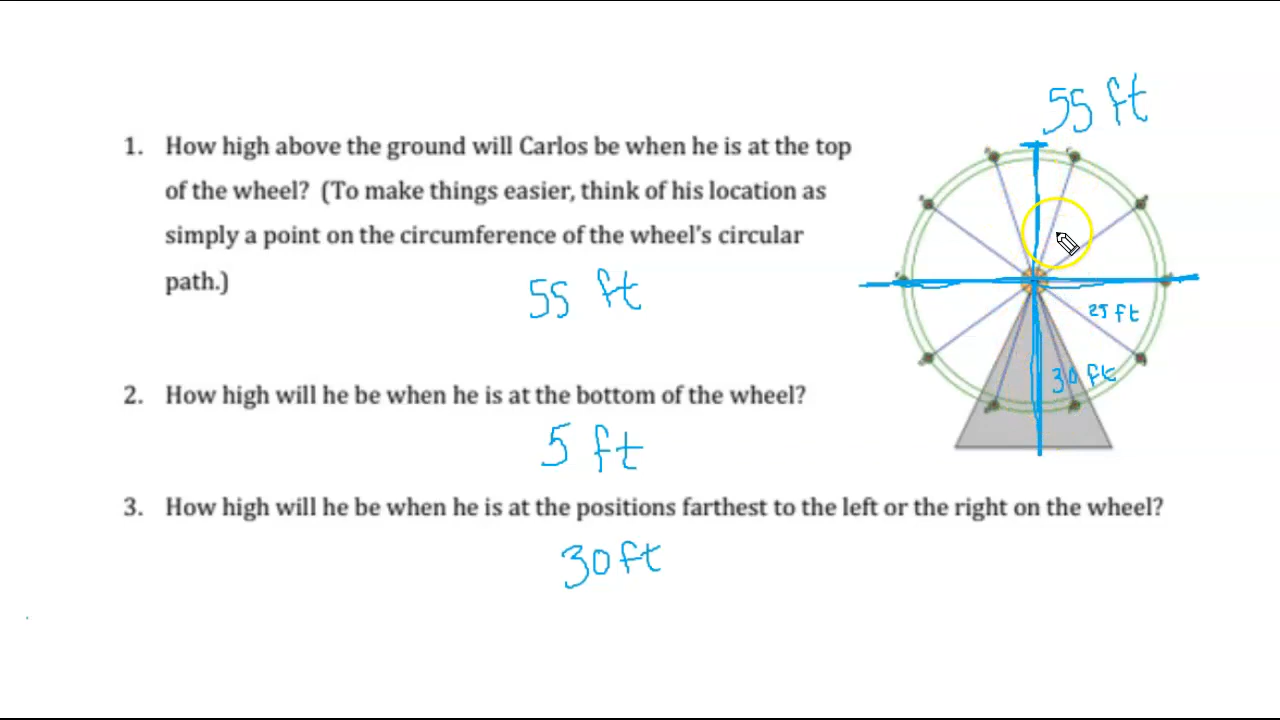 55 ft
1. How high above the ground will Carlos be when he is at the top
of the wheel? (To make things easier, think of his location as
simply a point on the circumference of the wheel's circular
path.)
55 ft
25 ft
30 ft
2. How high will he be when he is at the bottom of the wheel?
5 ft
3. How high will he be when he is at the positions farthest to the left or the right on the wheel?
30 ft